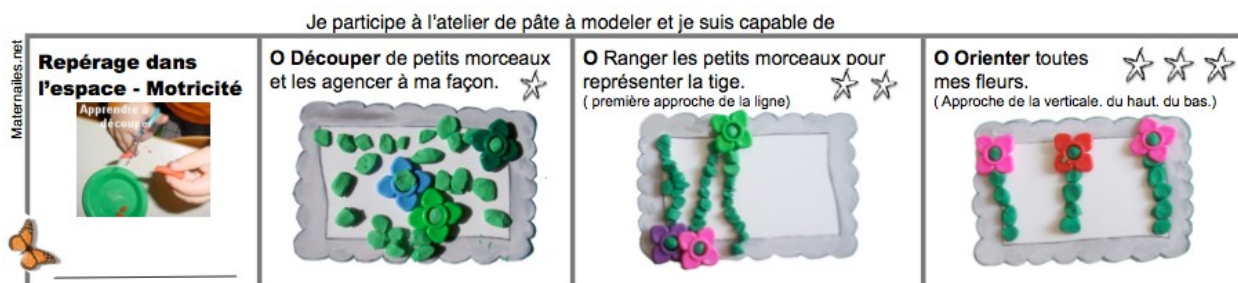 Je participe à l'atelier de pâte à modeler et je suis capable de
Maternailes.net
Repérage dans
l'espace - Motricité
Apprendre à
découper
O Découper de petits morceaux
et les agencer à ma façon.
O Ranger les petits morceaux pour
représenter la tige.
( première approche de la ligne)
O Orienter toutes
mes fleurs.
( Approche de la verticale. du haut. du bas.)